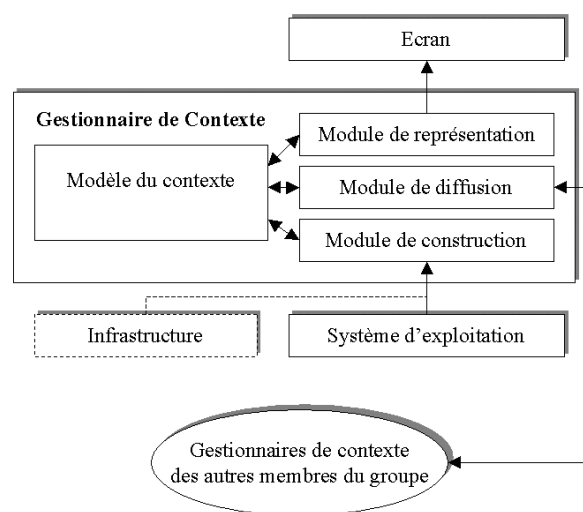 Ecran
Gestionnaire de Contexte
Module de représentation
Modèle du contexte
Module de diffusion
Module de construction
Infrastructure
Système d'exploitation
Gestionnaires de contexte
des autres membres du groupe